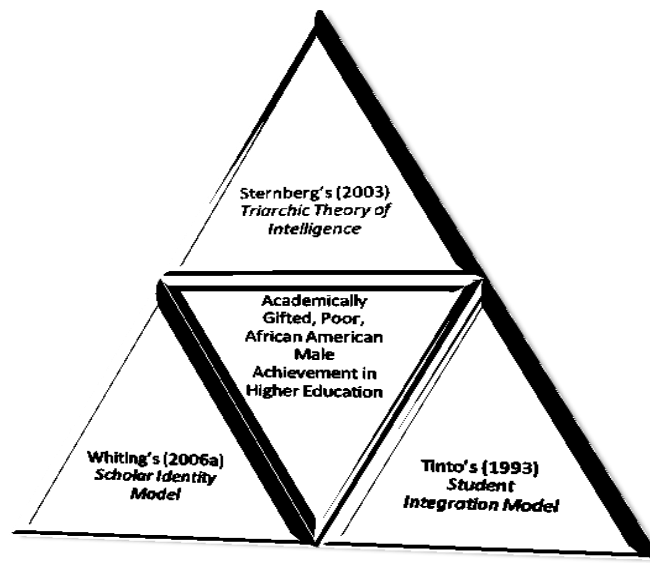 Sternberg's (2003)
Triarchic Theory of
Intelligence
Academically
Gifted, Poor,
African American
Male
Achievement in
Higher Education
Whiting's (2006a)
Scholar Identity
Model
Tinto's (1993)
Student
Integration Model